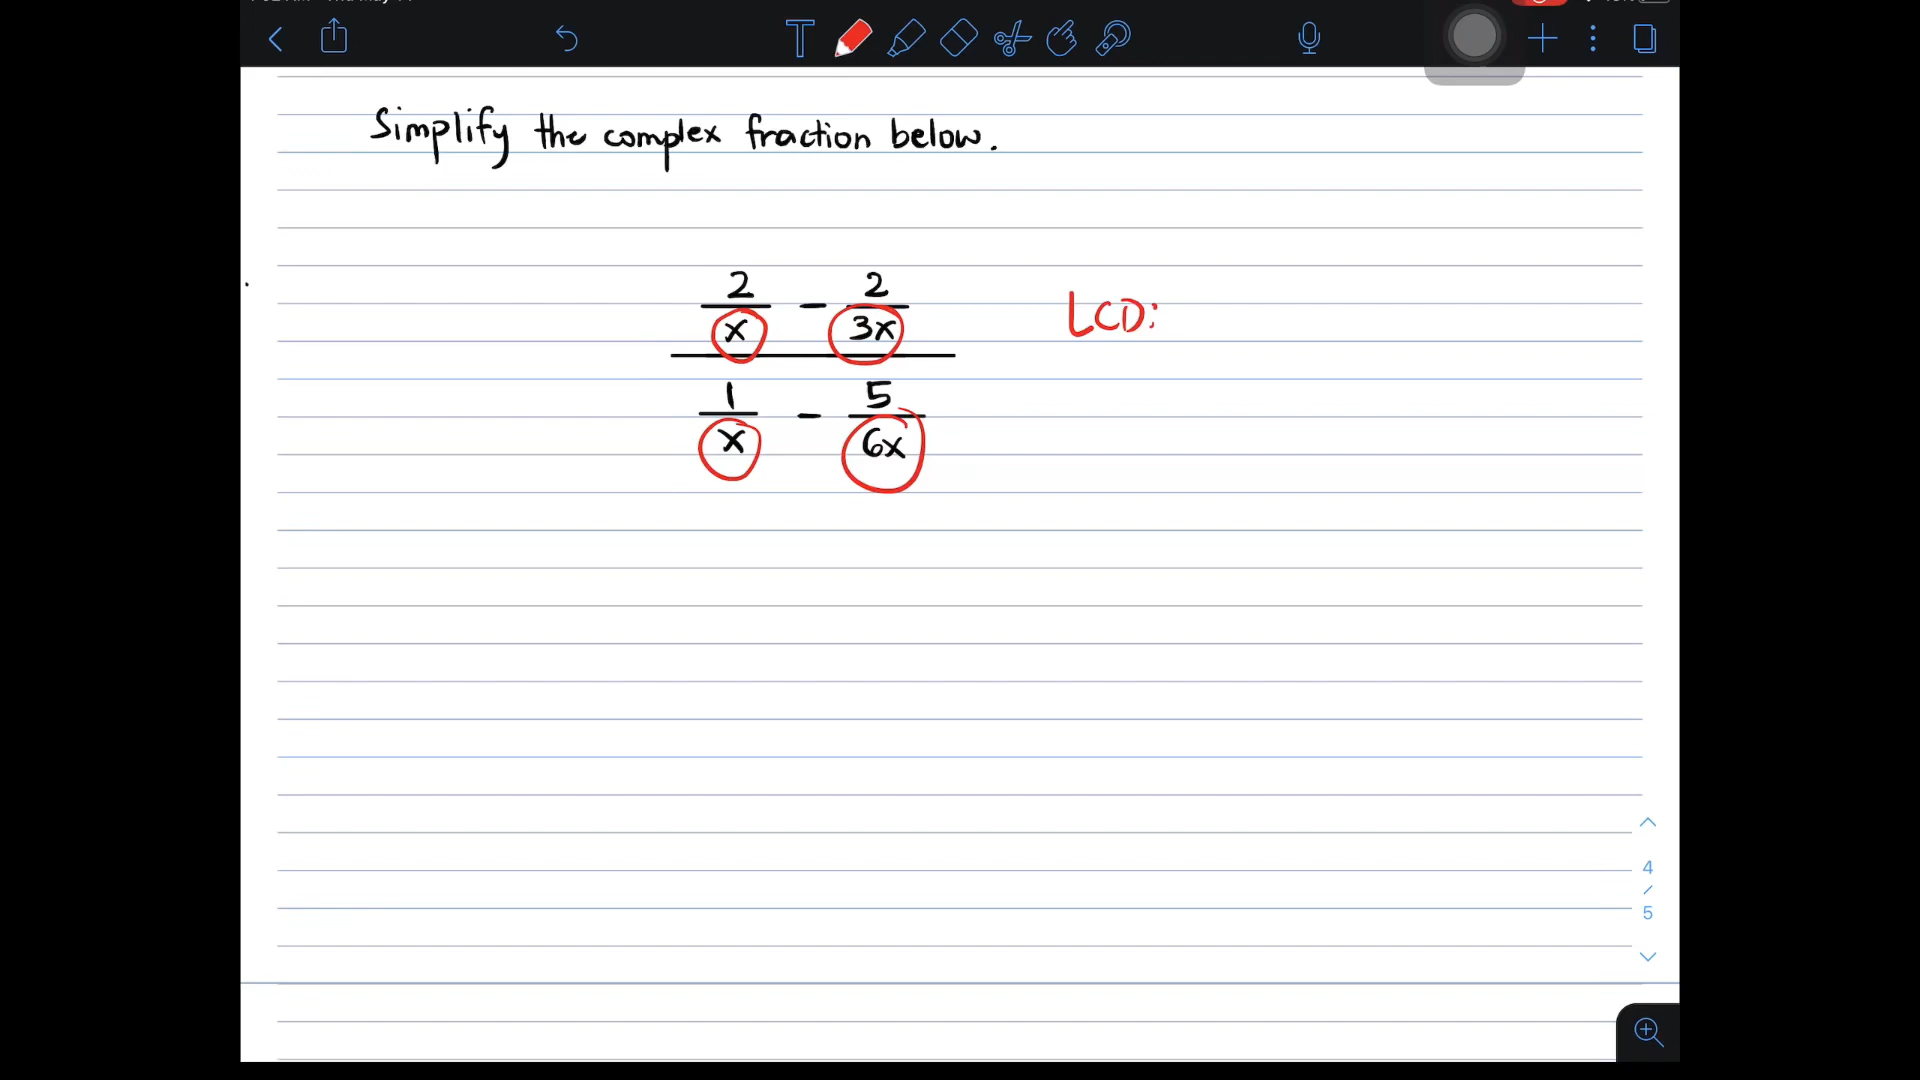 Simplify the complex fraction below.
2/x - 2/3x
LCD:
1/x - 5/6x
4
/
5